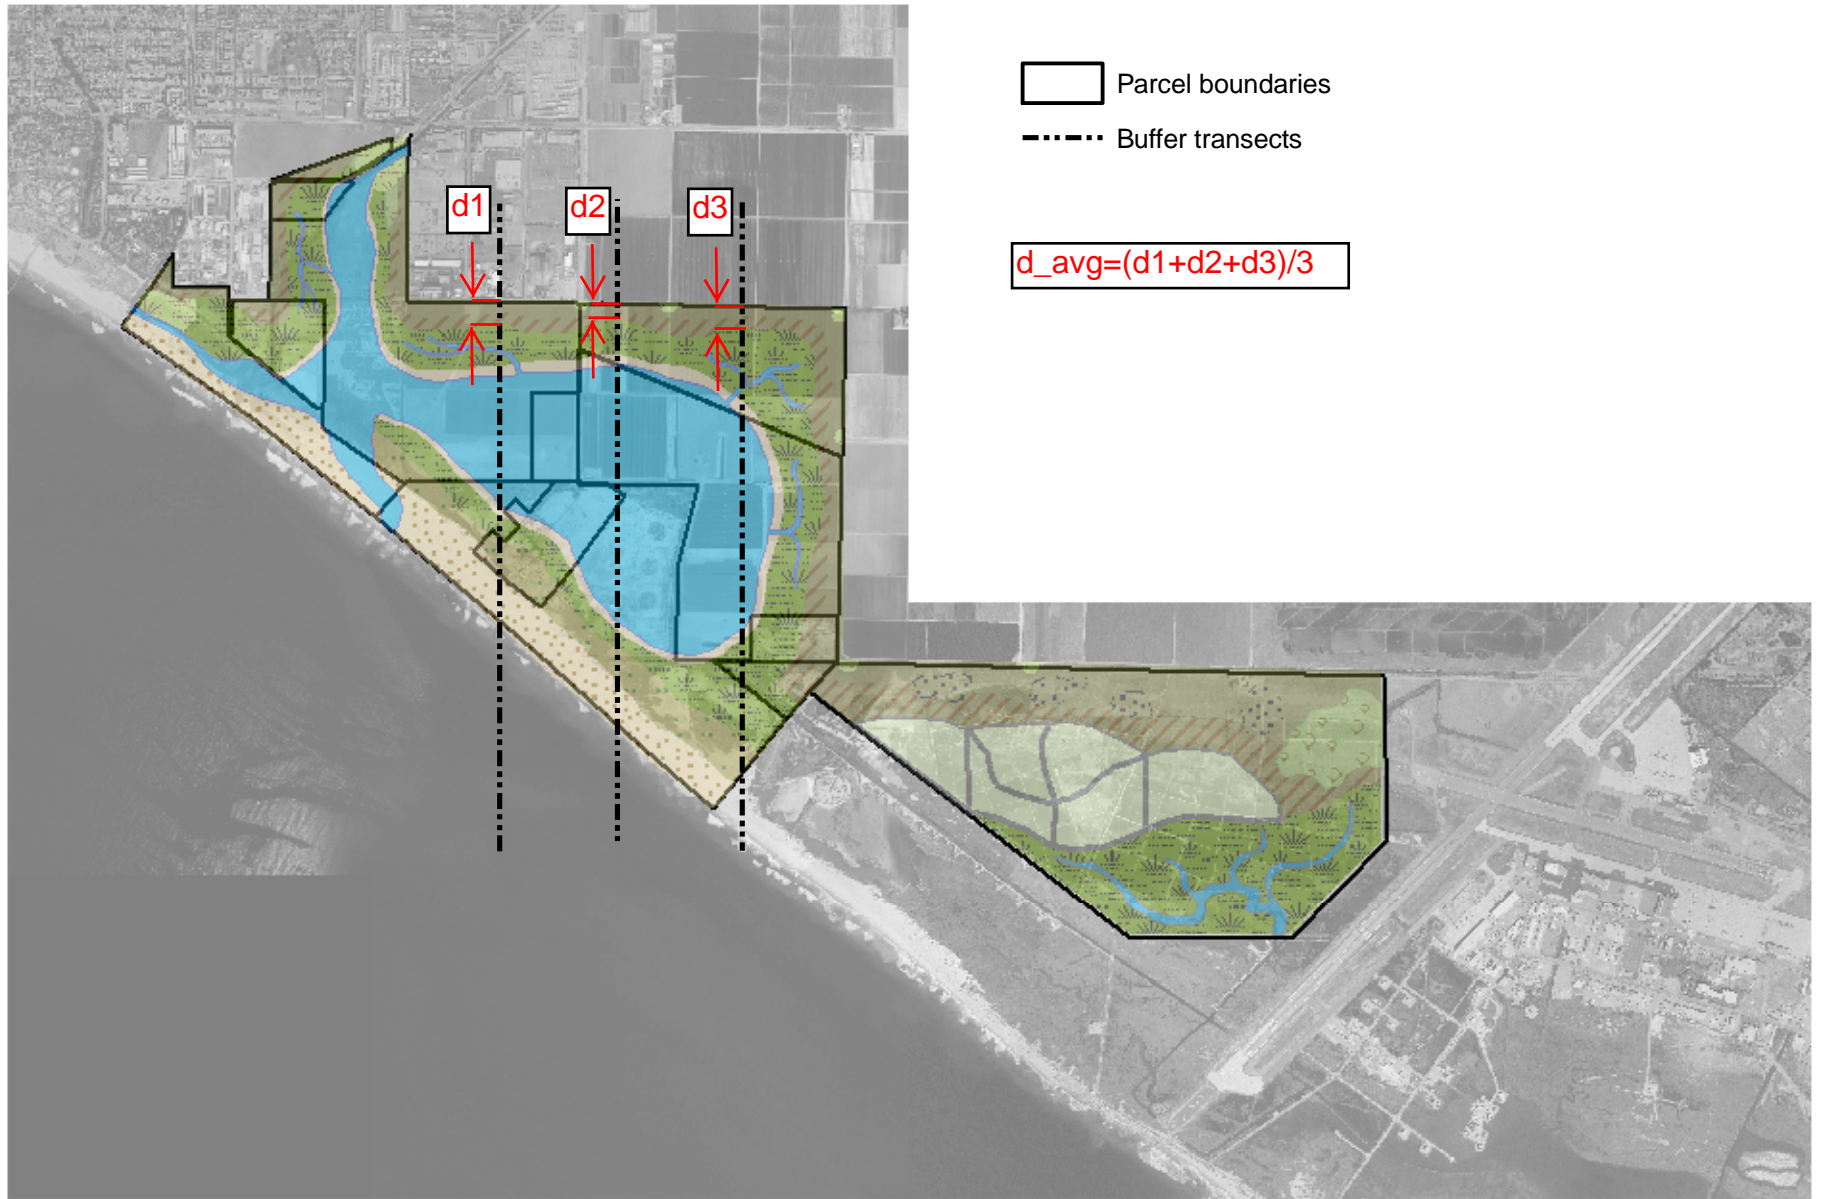 Parcel boundaries
Buffer transects
d1
d2
d3
d_avg=(d1+d2+d3)/3